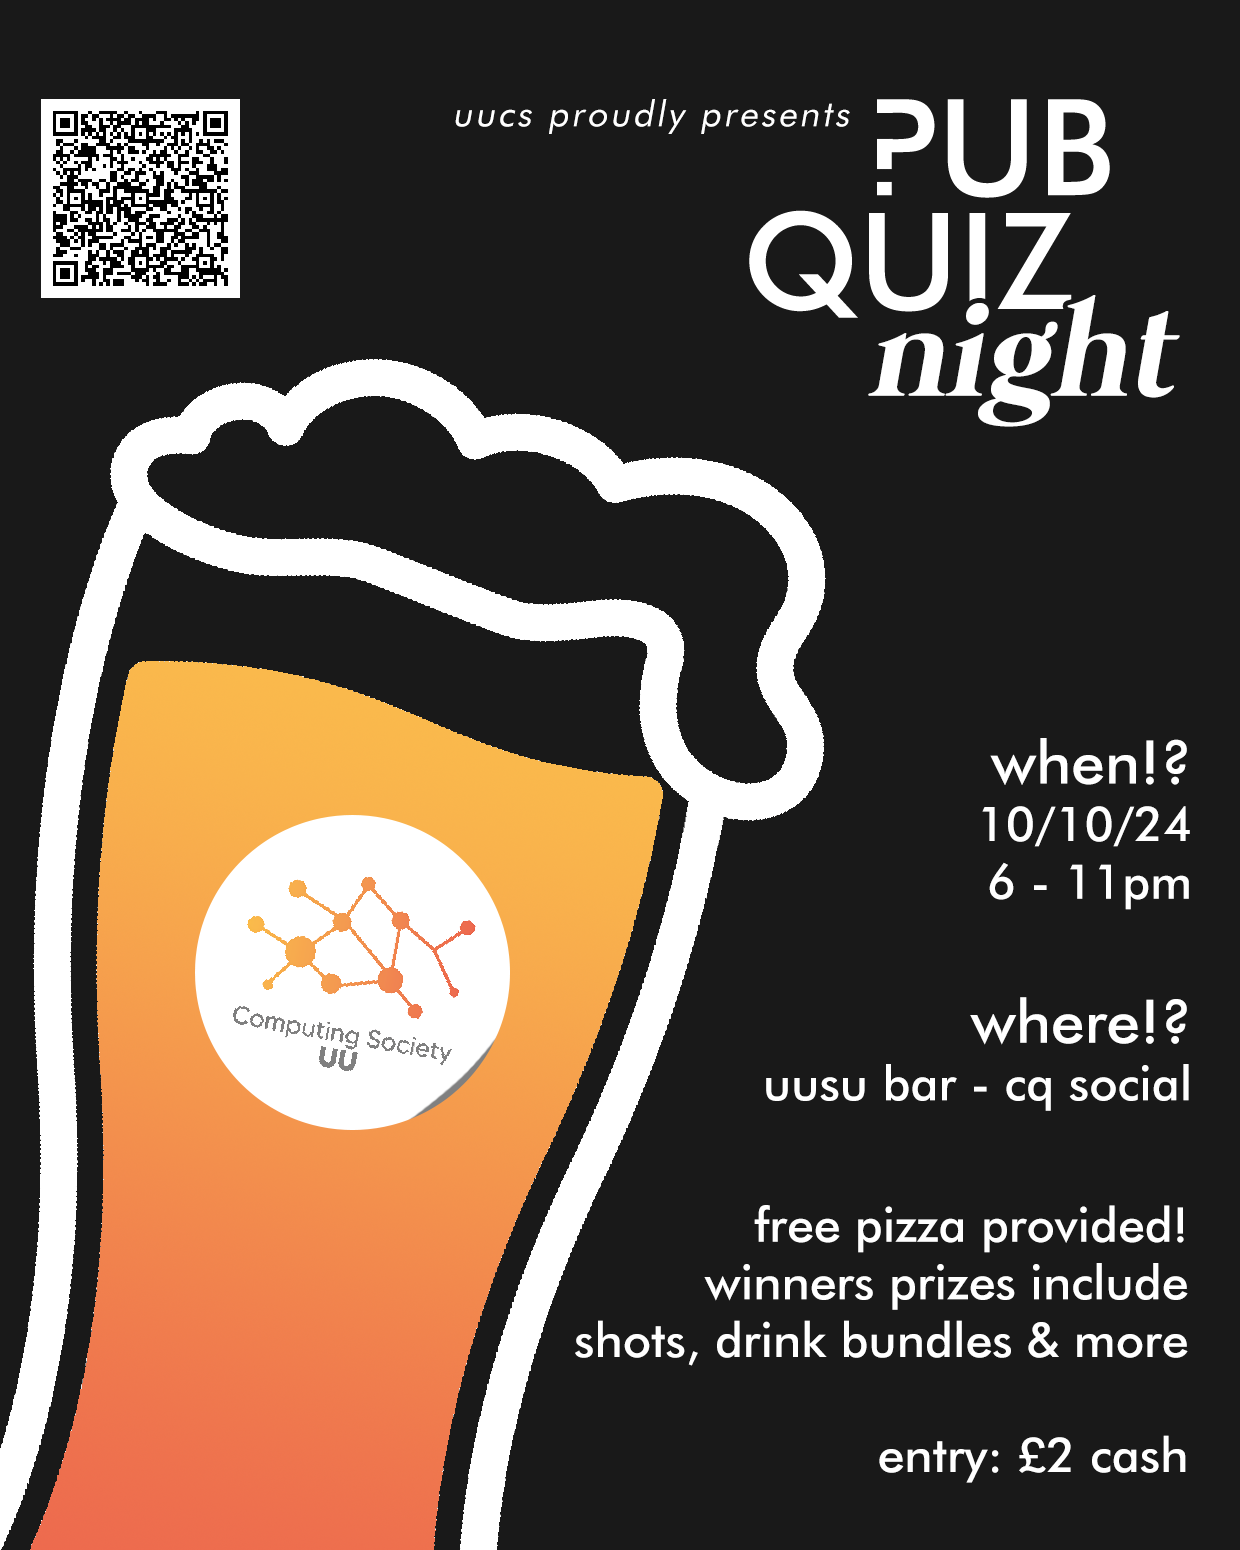 uucs proudly presents
PUB
QUIZ
night
when!?
10/10/24
6 - 11pm
Computing Society
UU
where!?
uusu bar - cq social
free pizza provided!
winners prizes include
shots, drink bundles & more
entry: £2 cash